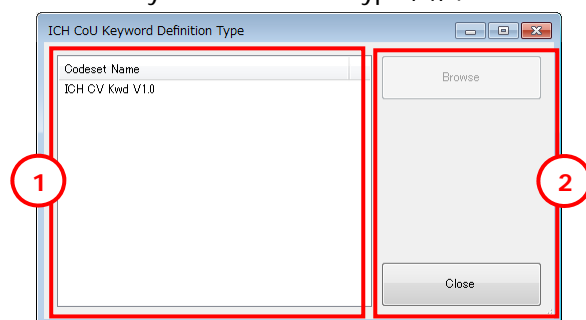 ICH CoU Keyword Definition Type
Codeset Name
ICH CV Kwd V1.0
Browse
Close
1
2